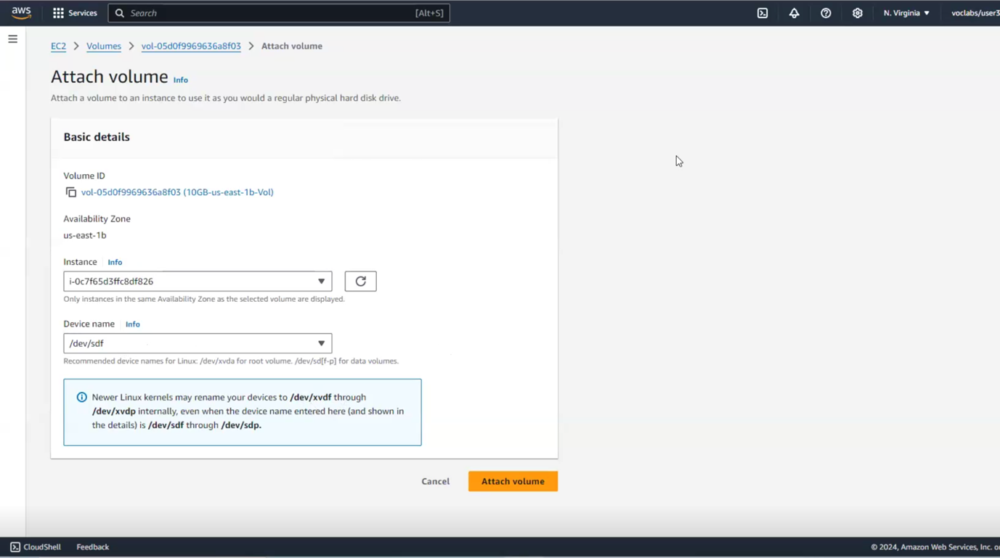 aws Services Search [Alt+S] N. Virginia voclabs/user3
EC2 > Volumes > vol-05d0f9969636a8f03 > Attach volume
Attach volume Info
Attach a volume to an instance to use it as you would a regular physical hard disk drive.
Basic details
Volume ID
vol-05d0f9969636a8f03 (10GB-us-east-1b-Vol)
Availability Zone
us-east-1b
Instance Info
i-0c7f65d3ffc8df826
Only instances in the same Availability Zone as the selected volume are displayed.
Device name Info
/dev/sdf
Recommended device names for Linux: /dev/xvda for root volume. /dev/sd[f-p] for data volumes.
Newer Linux kernels may rename your devices to /dev/xvdf through
/dev/xvdp internally, even when the device name entered here (and shown in
the details) is /dev/sdf through /dev/sdp.
Cancel Attach volume
CloudShell Feedback © 2024, Amazon Web Services, Inc. or